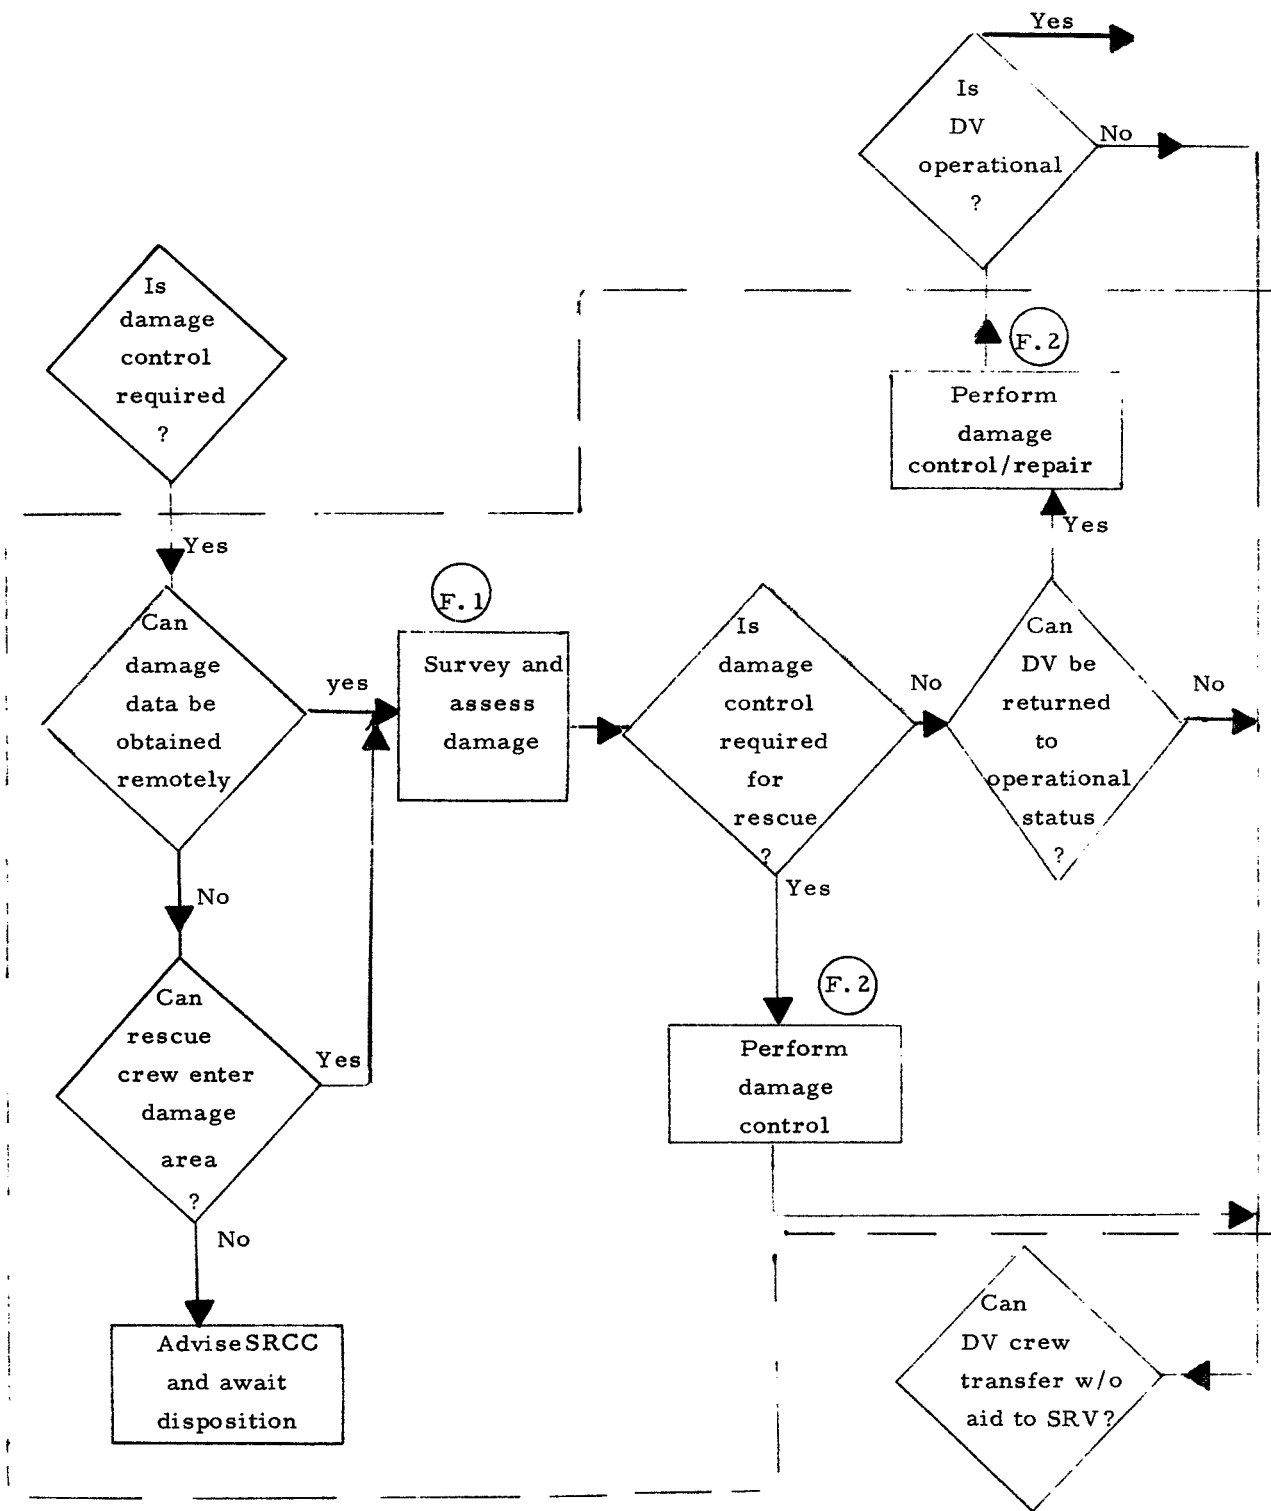 Yes
Is
DV
operational
?
No
Is
damage
control
required
?
F.2
Perform
damage
control/repair
Yes
Yes
Can
damage
data be
obtained
remotely
yes
F.1
Survey and
assess
damage
Is
damage
control
required
for
rescue
?
No
Can
DV be
returned
to
operational
status
?
No
No
Yes
Can
rescue
crew enter
damage
area
?
Yes
F.2
Perform
damage
control
No
Advise SRCC
and await
disposition
Can
DV crew
transfer w/o
aid to SRV?